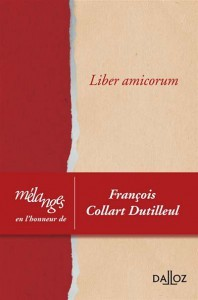 Liber amicorum
mélanges
en l'honneur de
François
Collart Dutilleul
DALLOZ